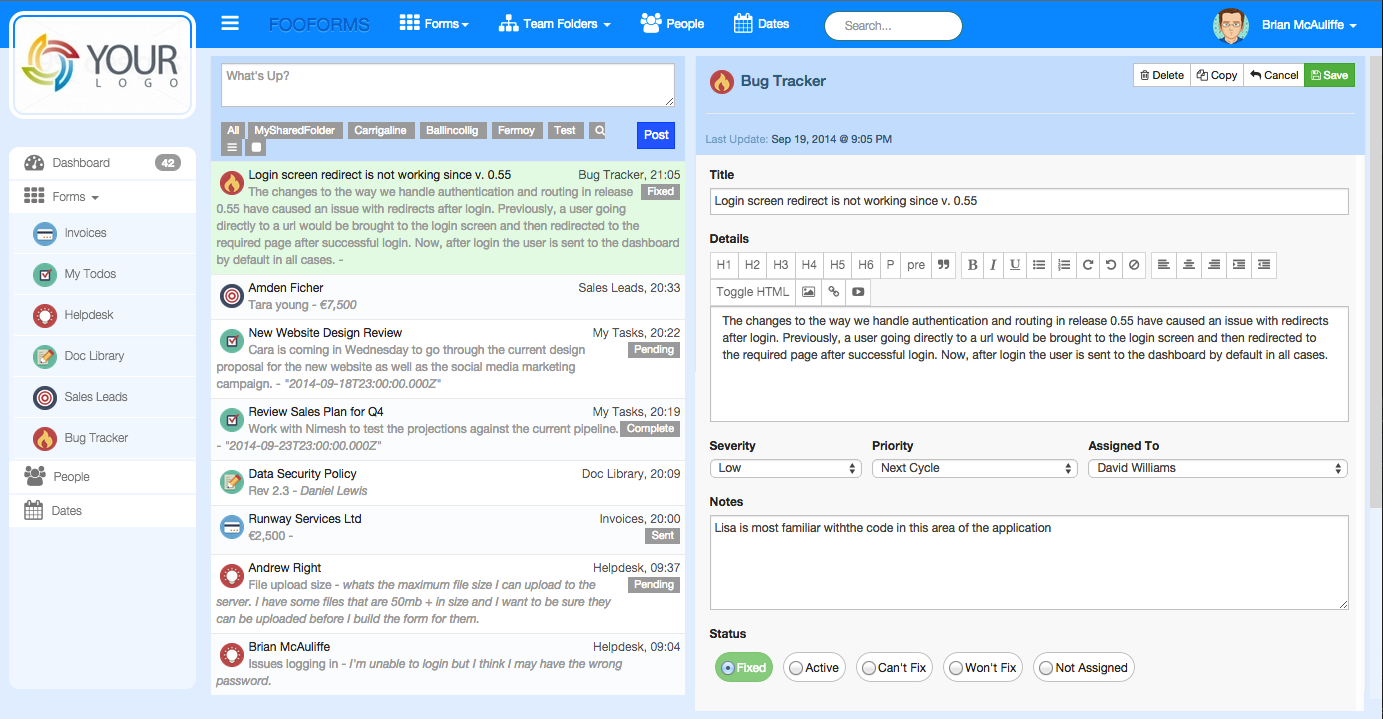 YOUR
LOGO
FOOFORMS
Forms
Team Folders
People
Dates
Search...
Brian McAuliffe
Dashboard
42
Forms
Invoices
My Todos
Helpdesk
Doc Library
Sales Leads
Bug Tracker
People
Dates
What's Up?
All MySharedFolder Carrigaline Ballincollig Fermoy Test
Post
Login screen redirect is not working since v. 0.55 Bug Tracker, 21:05
The changes to the way we handle authentication and routing in release Fixed
0.55 have caused an issue with redirects after login. Previously, a user going
directly to a url would be brought to the login screen and then redirected to the
required page after successful login. Now, after login the user is sent to the dashboard
by default in all cases. -
Amden Ficher Sales Leads, 20:33
Tara young - €7,500
New Website Design Review My Tasks, 20:22
Cara is coming in Wednesday to go through the current design Pending
proposal for the new website as well as the social media marketing
campaign. - "2014-09-18T23:00:00.000Z"
Review Sales Plan for Q4 My Tasks, 20:19
Work with Nimesh to test the projections against the current pipeline. Complete
- "2014-09-23T23:00:00.000Z"
Data Security Policy Doc Library, 20:09
Rev 2.3 - Daniel Lewis
Runway Services Ltd Invoices, 20:00
€2,500 - Sent
Andrew Right Helpdesk, 09:37
File upload size - whats the maximum file size I can upload to the Pending
server. I have some files that are 50mb + in size and I want to be sure they
can be uploaded before I build the form for them.
Brian McAuliffe Helpdesk, 09:04
Issues logging in - I'm unable to login but I think I may have the wrong
password.
Bug Tracker
Delete Copy Cancel Save
Last Update: Sep 19, 2014 @ 9:05 PM
Title
Login screen redirect is not working since v. 0.55
Details
H1 H2 H3 H4 H5 H6 P pre B I U
Toggle HTML
The changes to the way we handle authentication and routing in release 0.55 have caused an issue with redirects
after login. Previously, a user going directly to a url would be brought to the login screen and then redirected to
the required page after successful login. Now, after login the user is sent to the dashboard by default in all cases.
Severity Priority Assigned To
Low Next Cycle David Williams
Notes
Lisa is most familiar withthe code in this area of the application
Status
Fixed Active Can't Fix Won't Fix Not Assigned